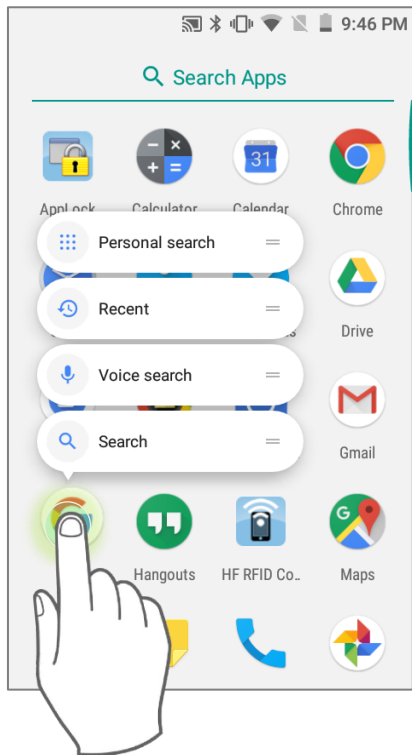 9:46 PM
Search Apps
31
AppLock Calculator Calendar Chrome
Personal search
Recent
Drive
Voice search
Search
Gmail
G
Hangouts HF RFID Co..
Maps